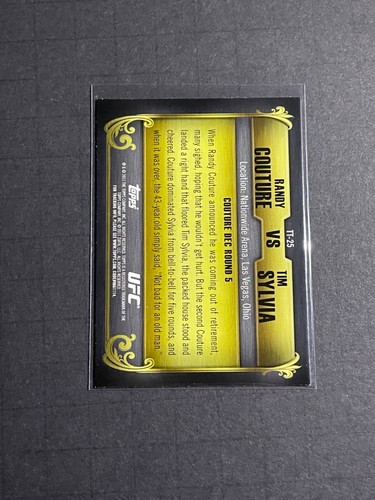 TT-25
RANDY COUTURE VS TIM SYLVIA
Location: Nationwide Arena; Las Vegas, Ohio
COUTURE DEC ROUND 5
When Randy Couture announced he was coming out of retirement,
many sighed, hoping that he wouldn't get hurt. But the second Couture
landed a right hand that floored Tim Sylvia, the packed house stood and
cheered. Couture dominated Sylvia from bell-to-bell for five rounds, and
when it was over, the 43-year old simply said, "Not bad for an old man."
Topps
UFC